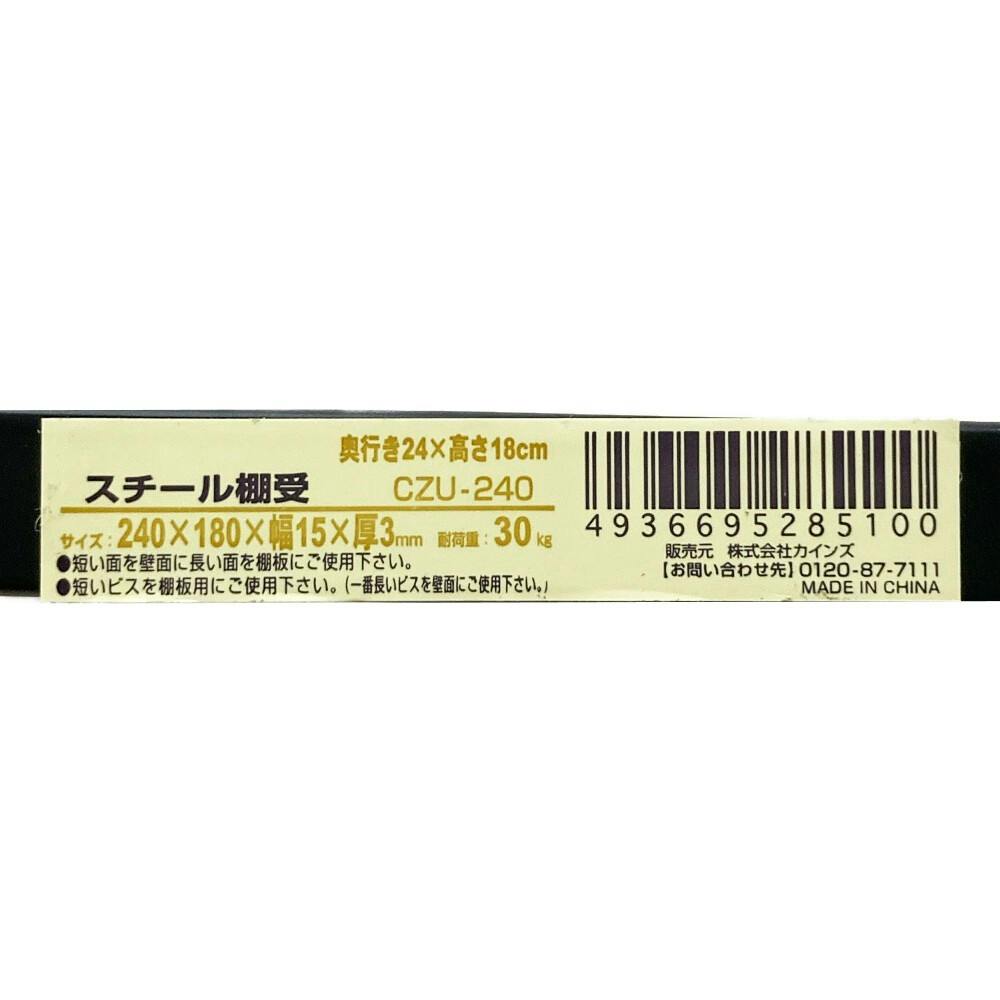 奥行き24×高さ18cm
スチール棚受 CZU-240
サイズ:240×180×幅15×厚3mm 耐荷重:30kg
●短い面を壁面に長い面を棚板にご使用下さい。
●短いビスを棚板用にご使用下さい。(一番長いビスを壁面にご使用下さい。)
4936695285100
販売元 株式会社カインズ
【お問い合わせ先】0120-87-7111
MADE IN CHINA